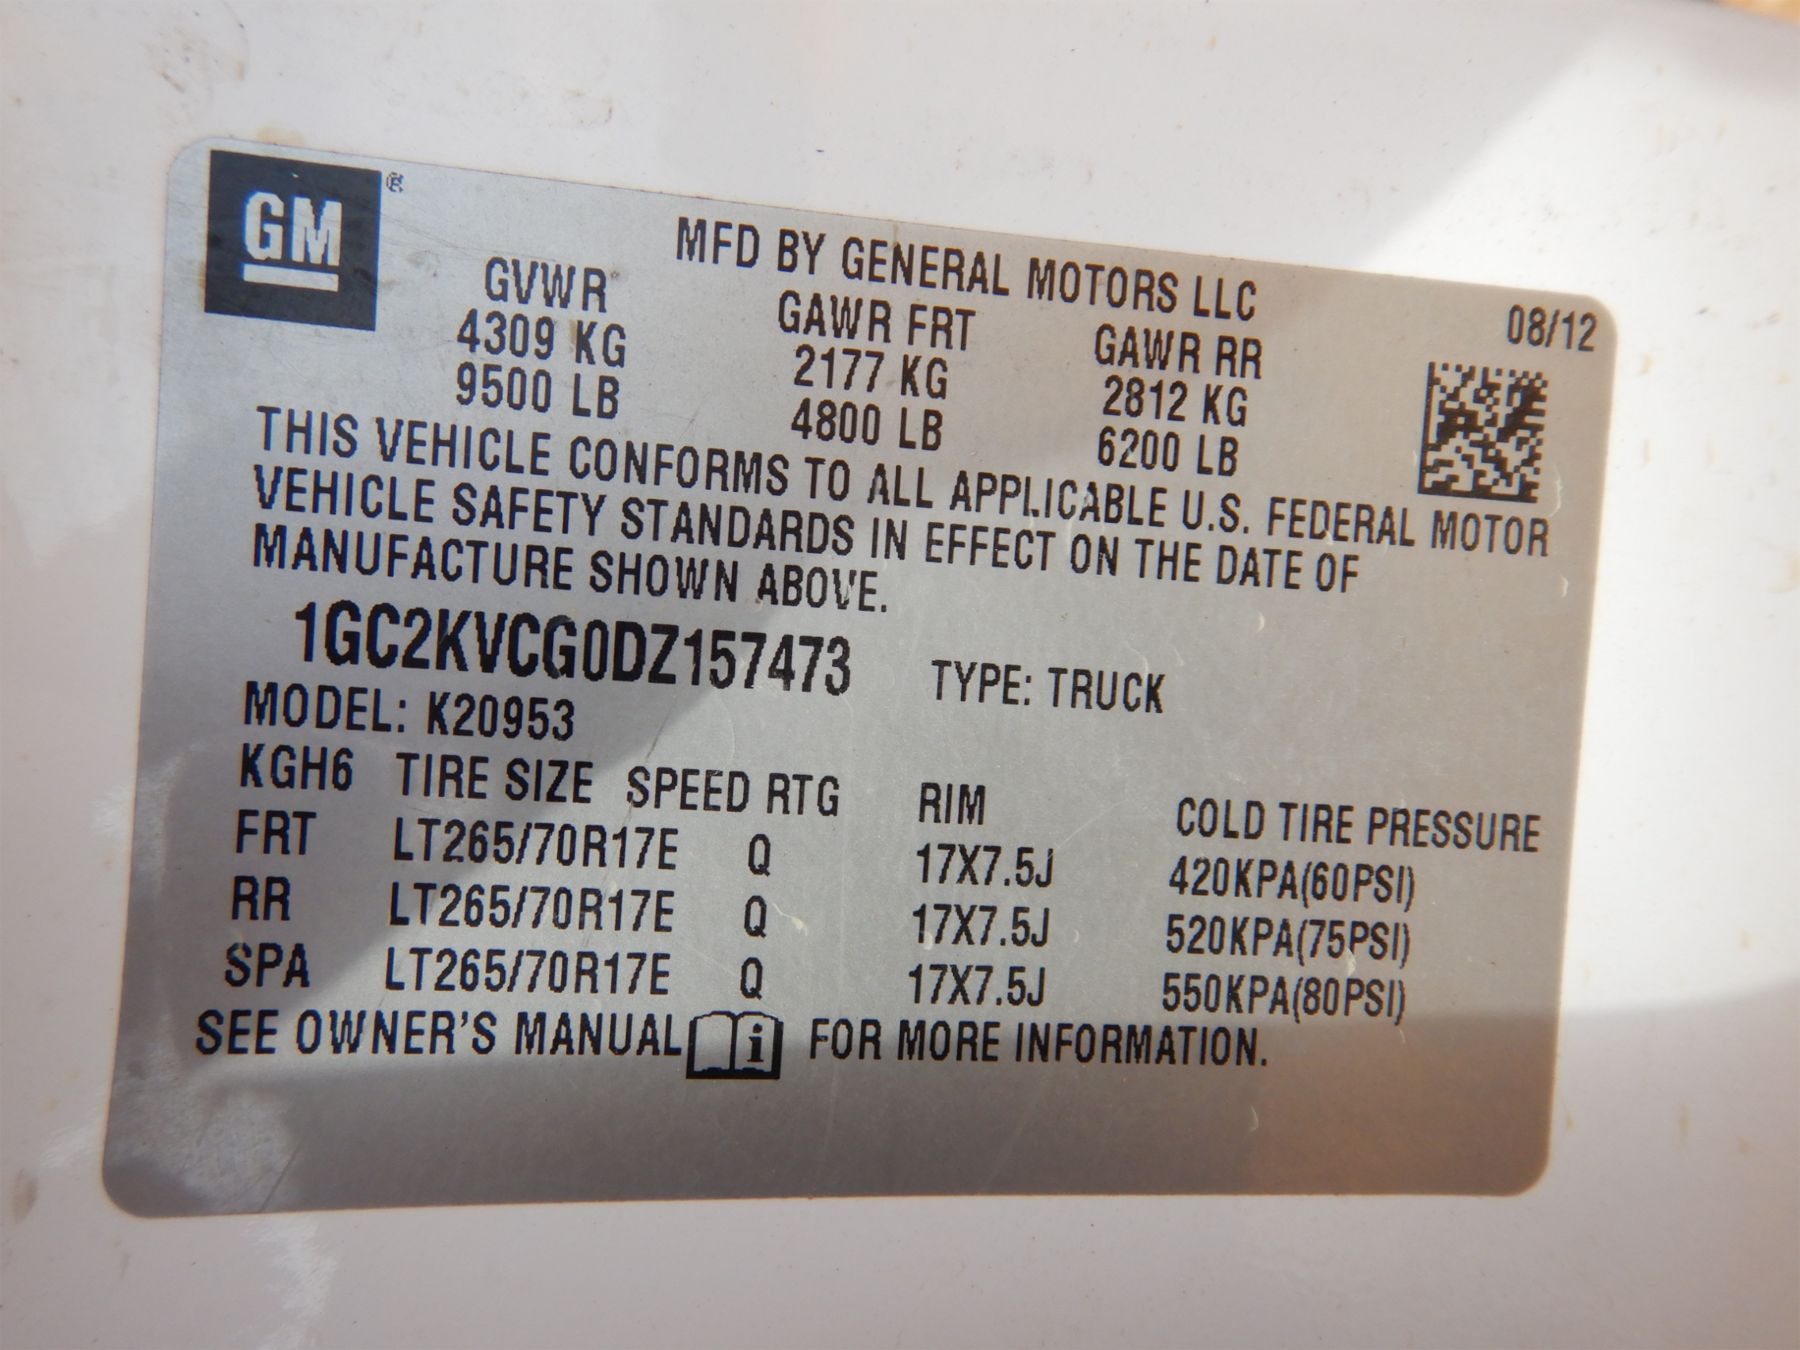 GM®
MFD BY GENERAL MOTORS LLC
08/12
GVWR GAWR FRT GAWR RR
4309 KG 2177 KG 2812 KG
9500 LB 4800 LB 6200 LB
THIS VEHICLE CONFORMS TO ALL APPLICABLE U.S. FEDERAL MOTOR
VEHICLE SAFETY STANDARDS IN EFFECT ON THE DATE OF
MANUFACTURE SHOWN ABOVE.
1GC2KVCG0DZ157473 TYPE: TRUCK
MODEL: K20953
KGH6 TIRE SIZE SPEED RTG RIM COLD TIRE PRESSURE
FRT LT265/70R17E Q 17X7.5J 420KPA(60PSI)
RR LT265/70R17E Q 17X7.5J 520KPA(75PSI)
SPA LT265/70R17E Q 17X7.5J 550KPA(80PSI)
SEE OWNER'S MANUAL i FOR MORE INFORMATION.